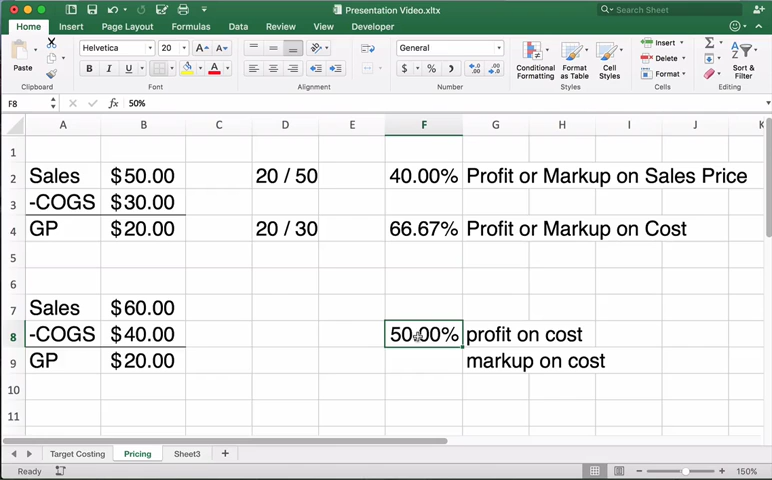 Presentation Video.xltx
Search Sheet
Home Insert Page Layout Formulas Data Review View Developer
Paste Helvetica 20 A A General Conditional Formatting Format as Table Cell Styles Insert Delete Format Sort & Filter
B I U A $ %
Clipboard Font Alignment Number Styles Cells Editing
F8 fx 50%
A B C D E F G H I J K
1
2 Sales $50.00 20 / 50 40.00% Profit or Markup on Sales Price
3 -COGS $30.00
4 GP $20.00 20 / 30 66.67% Profit or Markup on Cost
5
6
7 Sales $60.00
8 -COGS $40.00 50.00% profit on cost
9 GP $20.00 markup on cost
10
11
Target Costing Pricing Sheet3 +
Ready 150%